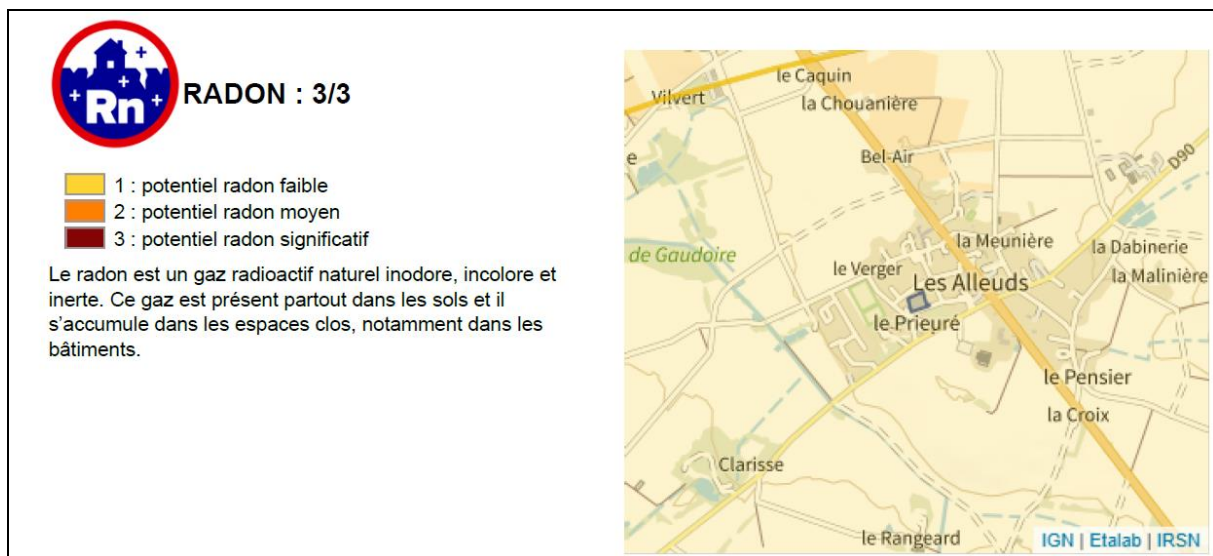 Rn
RADON : 3/3
1 : potentiel radon faible
2 : potentiel radon moyen
3 : potentiel radon significatif
Le radon est un gaz radioactif naturel inodore, incolore et
inerte. Ce gaz est présent partout dans les sols et il
s’accumule dans les espaces clos, notamment dans les
bâtiments.
le Caquin
Vilvert
la Chouanière
e
Bel-Air
D90
la Meunière
la Dabinerie
de Gaudoire
le Verger
la Malinière
Les Alleuds
le Prieuré
le Pensier
la Croix
Clarisse
le Rangeard
IGN | Etalab | IRSN